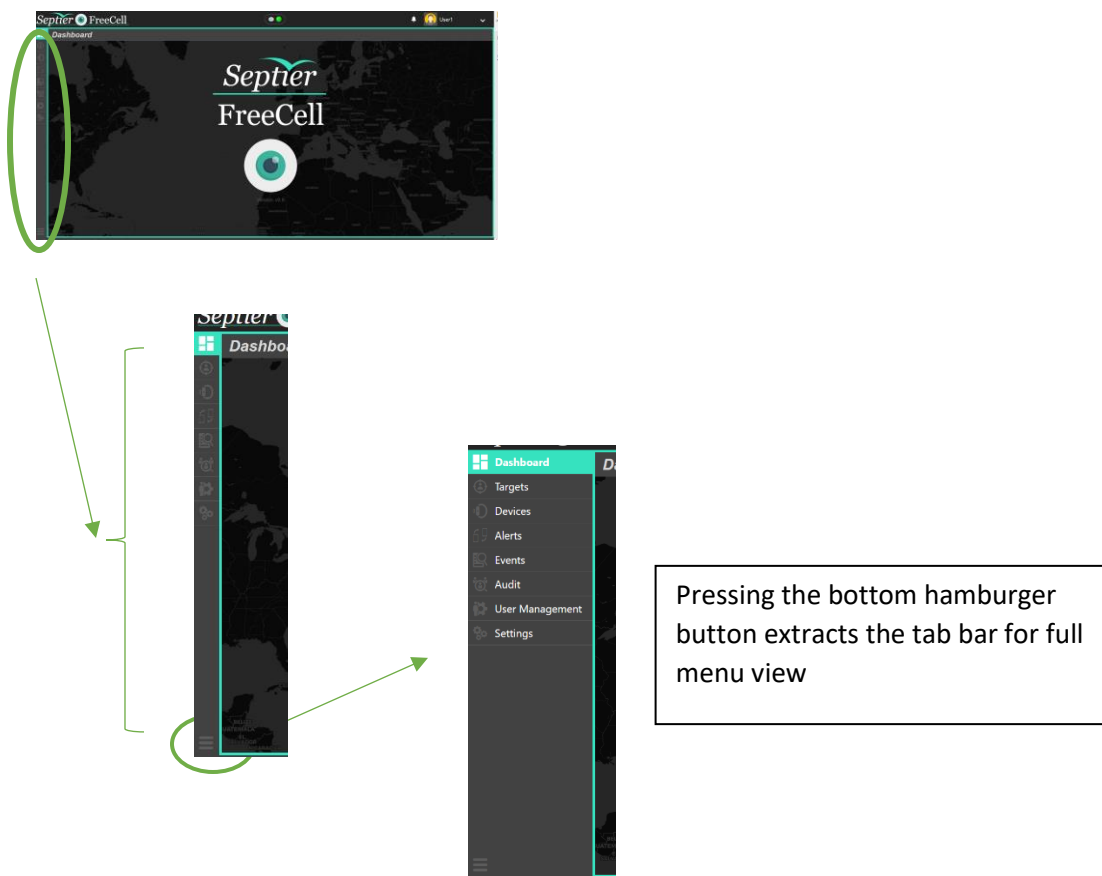 Septier FreeCell
User1
Dashboard
Septier
FreeCell
Septier
Dashbo
Dashboard
D
Targets
Devices
Alerts
Events
Audit
User Management
Settings
Pressing the bottom hamburger
button extracts the tab bar for full
menu view